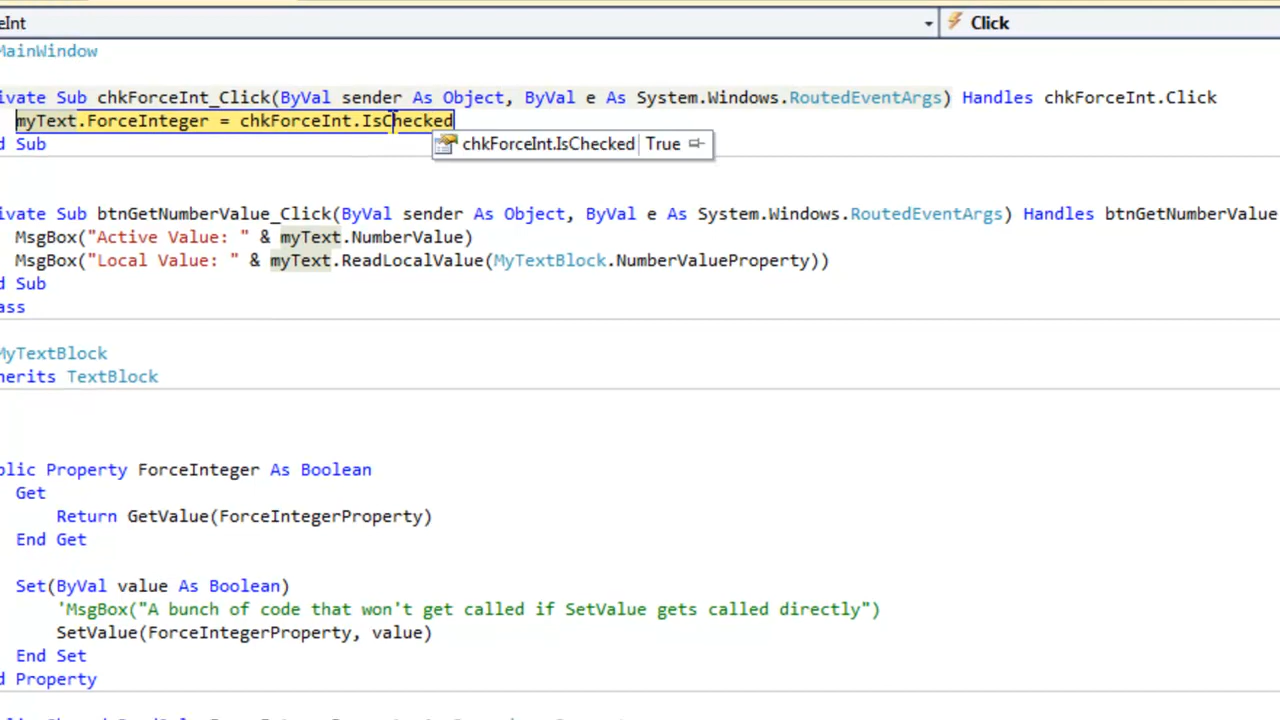 eInt Click
MainWindow
ivate Sub chkForceInt_Click(ByVal sender As Object, ByVal e As System.Windows.RoutedEventArgs) Handles chkForceInt.Click
myText.ForceInteger = chkForceInt.IsChecked
d Sub
chkForceInt.IsChecked True
ivate Sub btnGetNumberValue_Click(ByVal sender As Object, ByVal e As System.Windows.RoutedEventArgs) Handles btnGetNumberValue
MsgBox("Active Value: " & myText.NumberValue)
MsgBox("Local Value: " & myText.ReadLocalValue(MyTextBlock.NumberValueProperty))
d Sub
ass
MyTextBlock
herits TextBlock
blic Property ForceInteger As Boolean
Get
Return GetValue(ForceIntegerProperty)
End Get
Set(ByVal value As Boolean)
'MsgBox("A bunch of code that won't get called if SetValue gets called directly")
SetValue(ForceIntegerProperty, value)
End Set
d Property